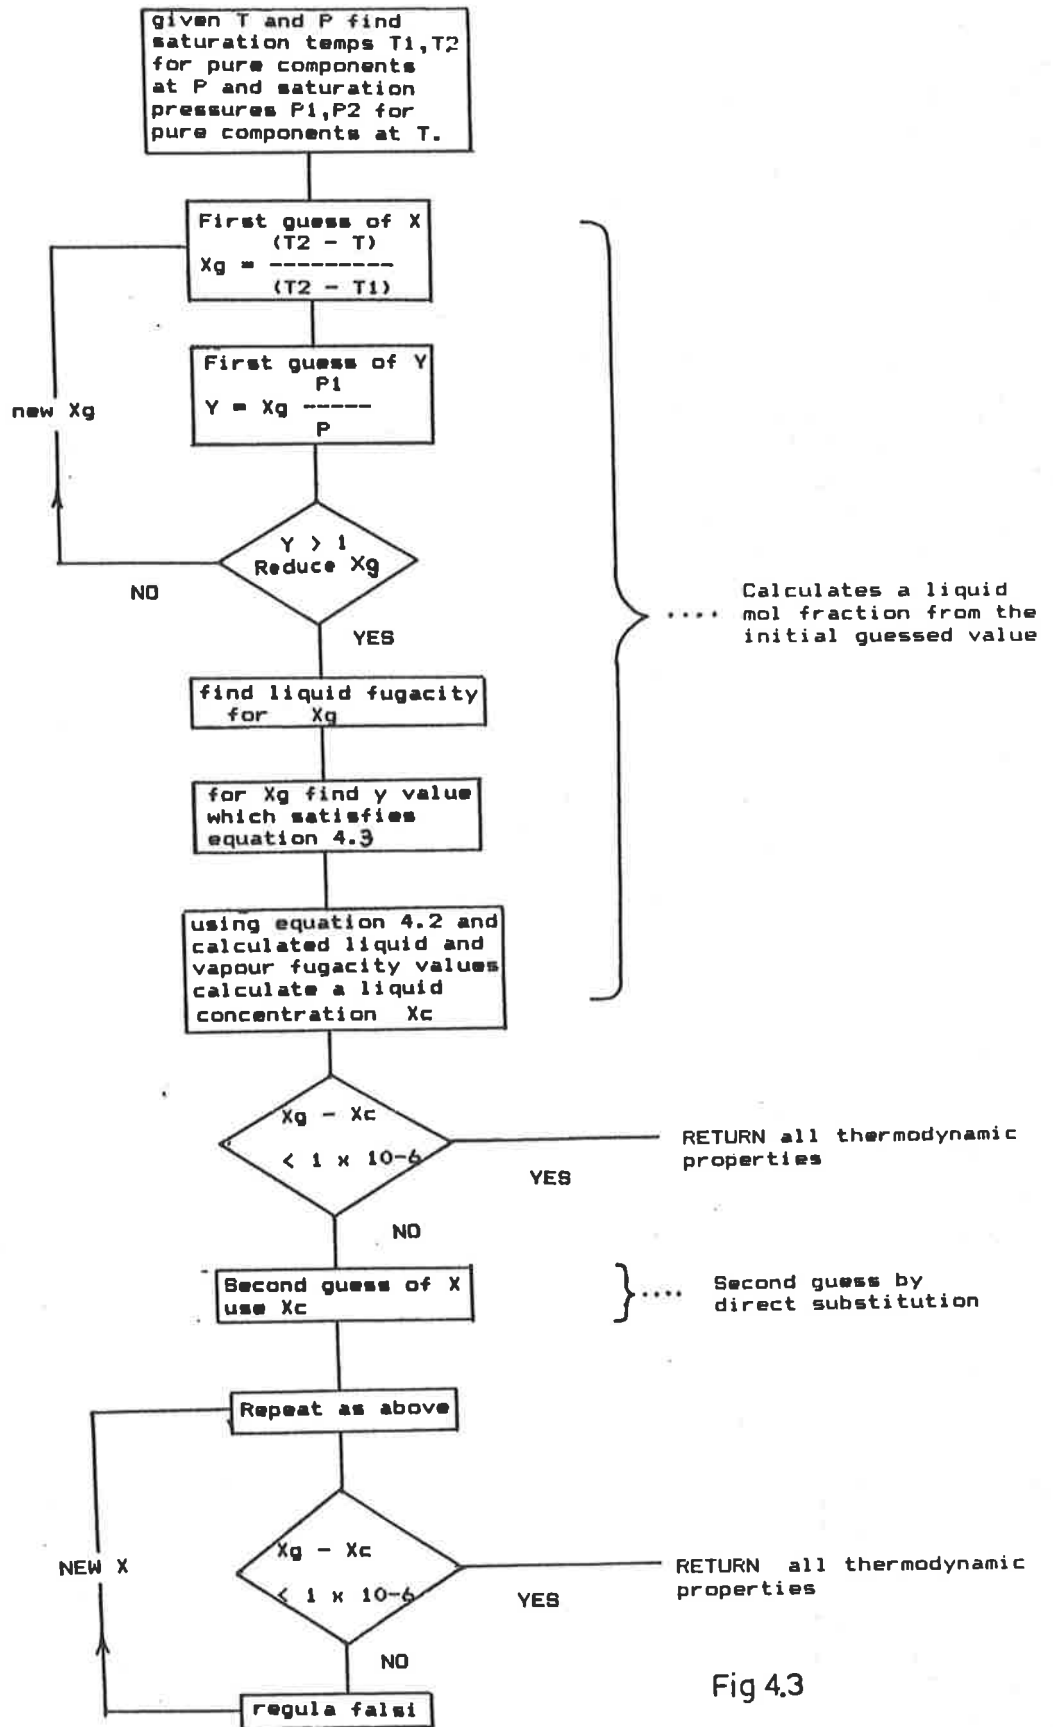 given T and P find
saturation temps T1,T2
for pure components
at P and saturation
pressures P1,P2 for
pure components at T.
First guess of X
(T2 - T)
Xg = ---------
(T2 - T1)
First guess of Y
P1
Y = Xg -----
P
new Xg
Y > 1
Reduce Xg
NO
YES
find liquid fugacity
for Xg
for Xg find y value
which satisfies
equation 4.3
using equation 4.2 and
calculated liquid and
vapour fugacity values
calculate a liquid
concentration Xc
Calculates a liquid
mol fraction from the
initial guessed value
Xg - Xc
< 1 x 10-6
YES
RETURN all thermodynamic
properties
NO
Second guess of X
use Xc
Second guess by
direct substitution
Repeat as above
NEW X
Xg - Xc
< 1 x 10-6
YES
RETURN all thermodynamic
properties
NO
regula falsi
Fig 4.3